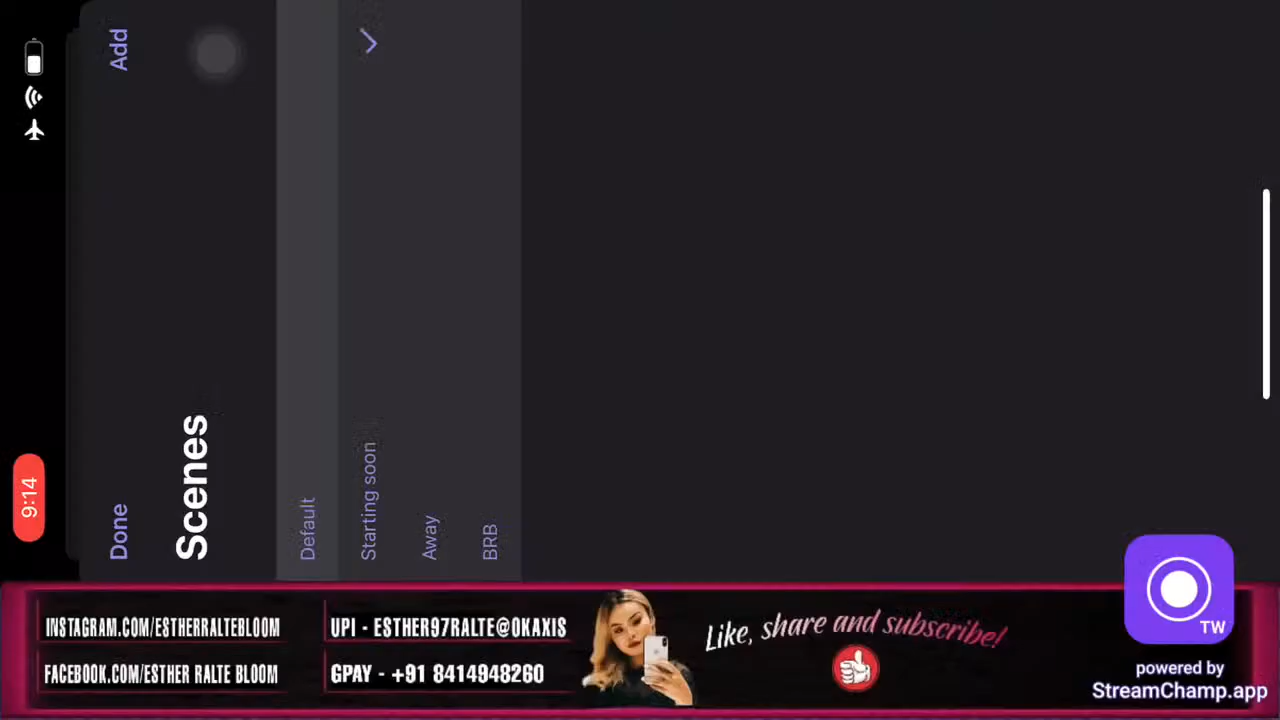 9:14
Done
Add
Scenes
Default
Starting soon
Away
BRB
INSTAGRAM.COM/ESTHERRALTEBLOOM
FACEBOOK.COM/ESTHER RALTE BLOOM
UPI - ESTHER97RALTE@OKAXIS
GPAY - +91 8414948260
Like, share and subscribe!
TW
powered by
StreamChamp.app